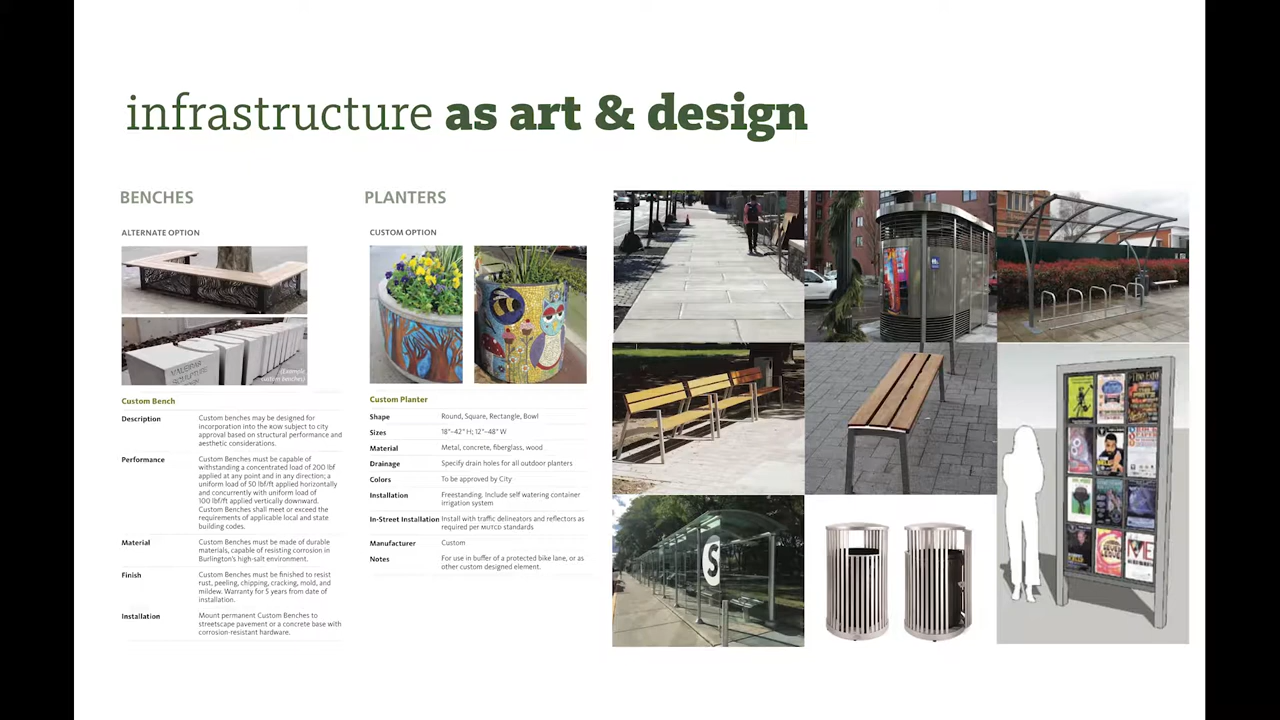 infrastructure as art & design
BENCHES
ALTERNATE OPTION
(Example
custom benches)
Custom Bench
Description Custom benches may be designed for
incorporation into the ROW subject to city
approval based on structural performance and
aesthetic considerations.
Performance Custom Benches must be capable of
withstanding a concentrated load of 200 lbf
applied at any point and in any direction; a
uniform load of 50 lbf/ft applied horizontally
and concurrently with uniform load of
100 lbf/ft applied vertically downward.
Custom Benches shall meet or exceed the
requirements of applicable local and state
building codes.
Material Custom Benches must be made of durable
materials, capable of resisting corrosion in
Burlington's high-salt environment.
Finish Custom Benches must be finished to resist
rust, peeling, chipping, cracking, mold, and
mildew. Warranty for 5 years from date of
installation.
Installation Mount permanent Custom Benches to
streetscape pavement or a concrete base with
corrosion-resistant hardware.
PLANTERS
CUSTOM OPTION
Custom Planter
Shape Round, Square, Rectangle, Bowl
Sizes 18"–42" H; 12"–48" W
Material Metal, concrete, fiberglass, wood
Drainage Specify drain holes for all outdoor planters
Colors To be approved by City
Installation Freestanding. Include self watering container
irrigation system
In-Street Installation Install with traffic delineators and reflectors as
required per MUTCD standards
Manufacturer Custom
Notes For use in buffer of a protected bike lane, or as
other custom designed element.
S